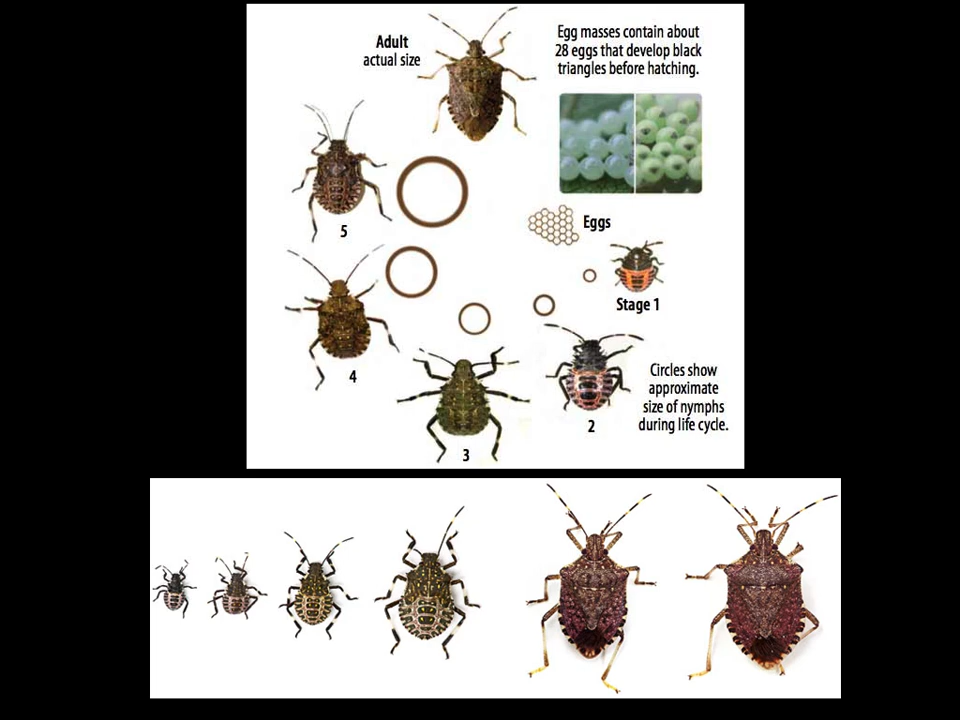 Adult
actual size
Egg masses contain about
28 eggs that develop black
triangles before hatching.
5
Eggs
Stage 1
4
Circles show
approximate
size of nymphs
during life cycle.
2
3